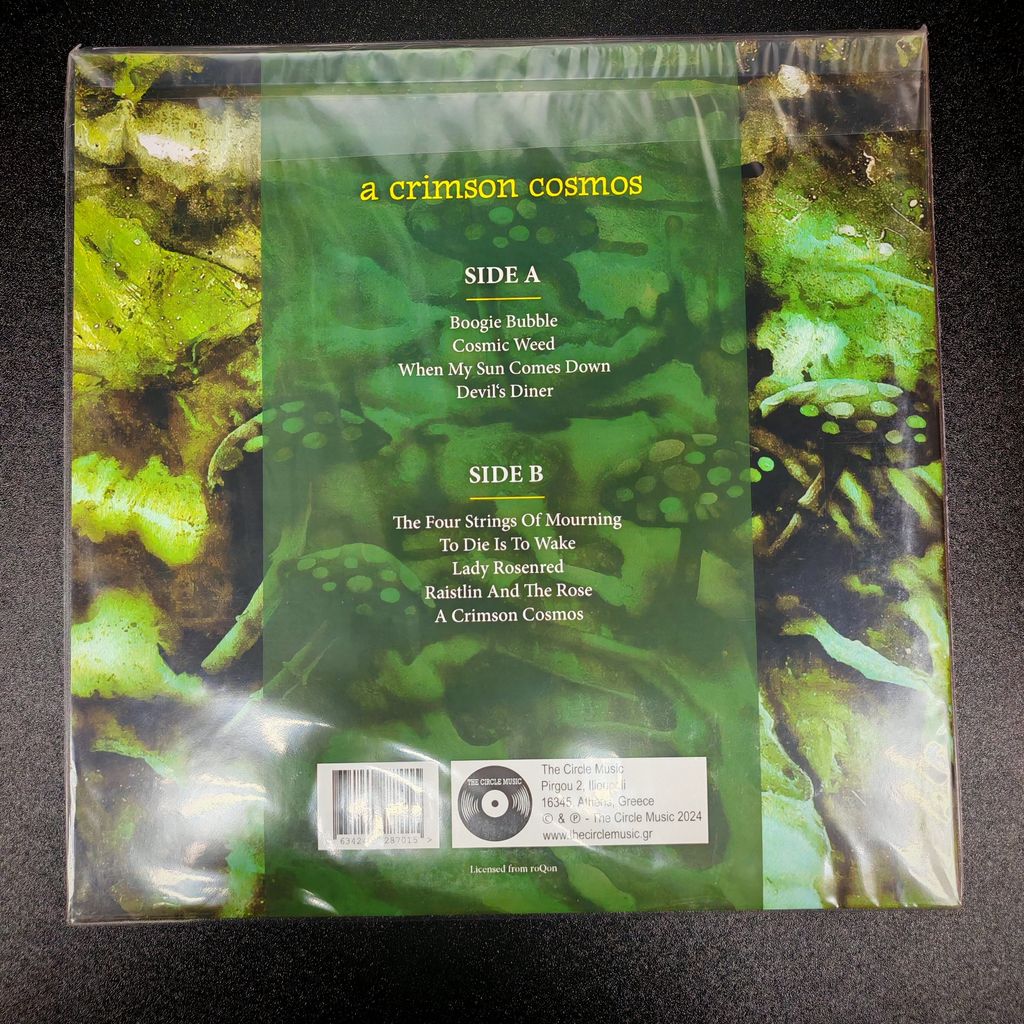 a crimson cosmos
SIDE A
Boogie Bubble
Cosmic Weed
When My Sun Comes Down
Devil‘s Diner
SIDE B
The Four Strings Of Mourning
To Die Is To Wake
Lady Rosenred
Raistlin And The Rose
A Crimson Cosmos
THE CIRCLE MUSIC
The Circle Music
Pirgou 2,
16345, Athens, Greece
© & ℗ - The Circle Music 2024
www.thecirclemusic.gr
287015 >
Licensed from roQon